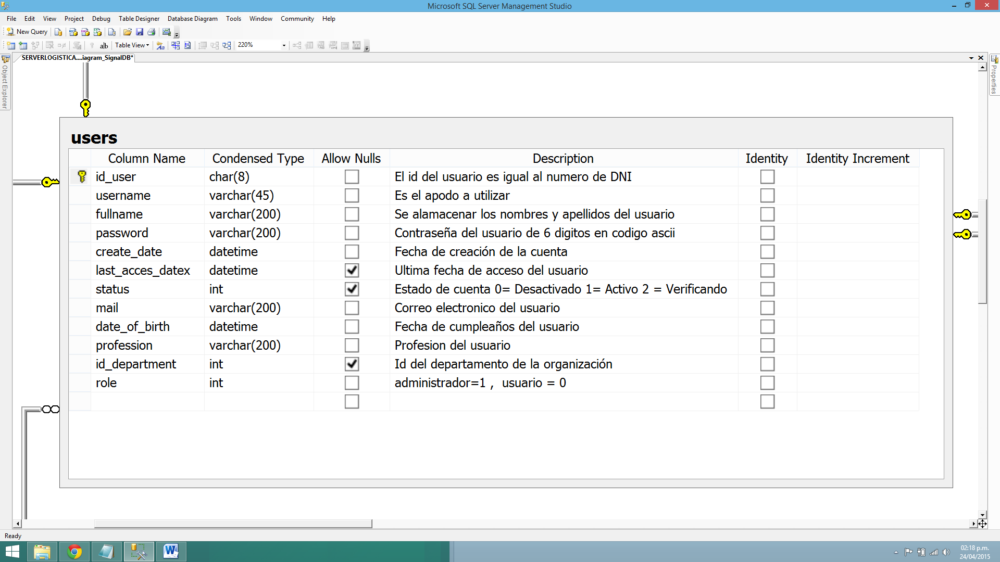 Microsoft SQL Server Management Studio
File Edit View Project Debug Table Designer Database Diagram Tools Window Community Help
New Query
Table View 220%
SERVERLOGISTICA....iagram_SignalDB*
Object Explorer
Properties
users
Column Name Condensed Type Allow Nulls Description Identity Identity Increment
id_user char(8) El id del usuario es igual al numero de DNI
username varchar(45) Es el apodo a utilizar
fullname varchar(200) Se alamacenar los nombres y apellidos del usuario
password varchar(200) Contraseña del usuario de 6 digitos en codigo ascii
create_date datetime Fecha de creación de la cuenta
last_acces_datex datetime Ultima fecha de acceso del usuario
status int Estado de cuenta 0= Desactivado 1= Activo 2 = Verificando
mail varchar(200) Correo electronico del usuario
date_of_birth datetime Fecha de cumpleaños del usuario
profession varchar(200) Profesion del usuario
id_department int Id del departamento de la organización
role int administrador=1 , usuario = 0
Ready
02:18 p.m.
24/04/2015